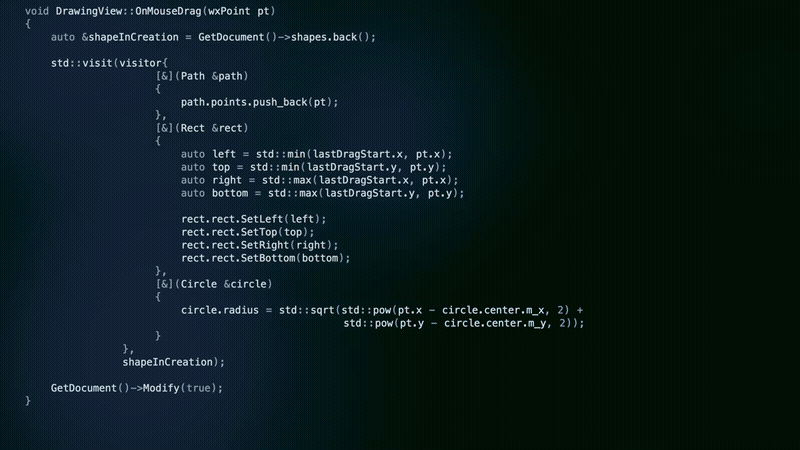 void DrawingView::OnMouseDrag(wxPoint pt)
{
    auto &shapeInCreation = GetDocument()->shapes.back();

    std::visit(visitor{
                    [&](Path &path)
                    {
                        path.points.push_back(pt);
                    },
                    [&](Rect &rect)
                    {
                        auto left = std::min(lastDragStart.x, pt.x);
                        auto top = std::min(lastDragStart.y, pt.y);
                        auto right = std::max(lastDragStart.x, pt.x);
                        auto bottom = std::max(lastDragStart.y, pt.y);

                        rect.rect.SetLeft(left);
                        rect.rect.SetTop(top);
                        rect.rect.SetRight(right);
                        rect.rect.SetBottom(bottom);
                    },
                    [&](Circle &circle)
                    {
                        circle.radius = std::sqrt(std::pow(pt.x - circle.center.m_x, 2) +
                                                  std::pow(pt.y - circle.center.m_y, 2));
                    }
               },
               shapeInCreation);

    GetDocument()->Modify(true);
}